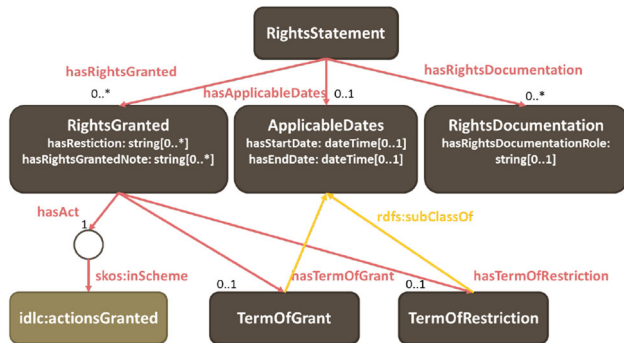 RightsStatement
hasRightsGranted
hasApplicableDates
hasRightsDocumentation
0..*
0..1
0..*
RightsGranted
hasRestiction: string[0..*]
hasRightsGrantedNote: string[0..*]
ApplicableDates
hasStartDate: dateTime[0..1]
hasEndDate: dateTime[0..1]
RightsDocumentation
hasRightsDocumentationRole:
string[0..1]
hasAct
rdfs:subClassOf
1
skos:inScheme
hasTermOfGrant
hasTermOfRestriction
0..1
0..1
idlc:actionsGranted
TermOfGrant
TermOfRestriction